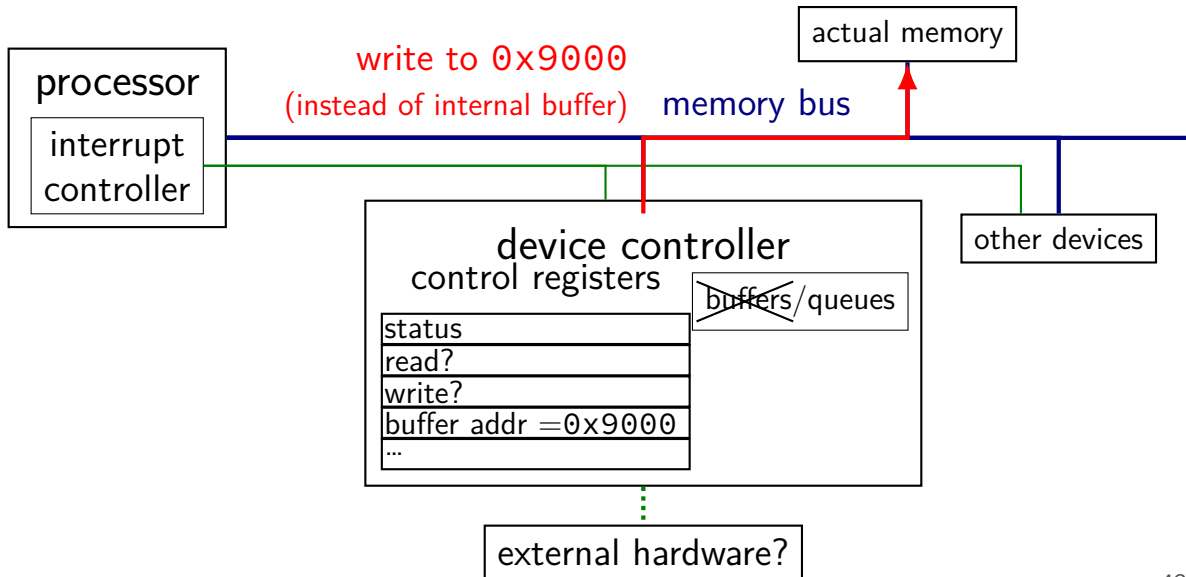 actual memory
processor
write to 0x9000
(instead of internal buffer)
memory bus
interrupt
controller
other devices
device controller
control registers
buffers/queues
status
read?
write?
buffer addr =0x9000
...
external hardware?